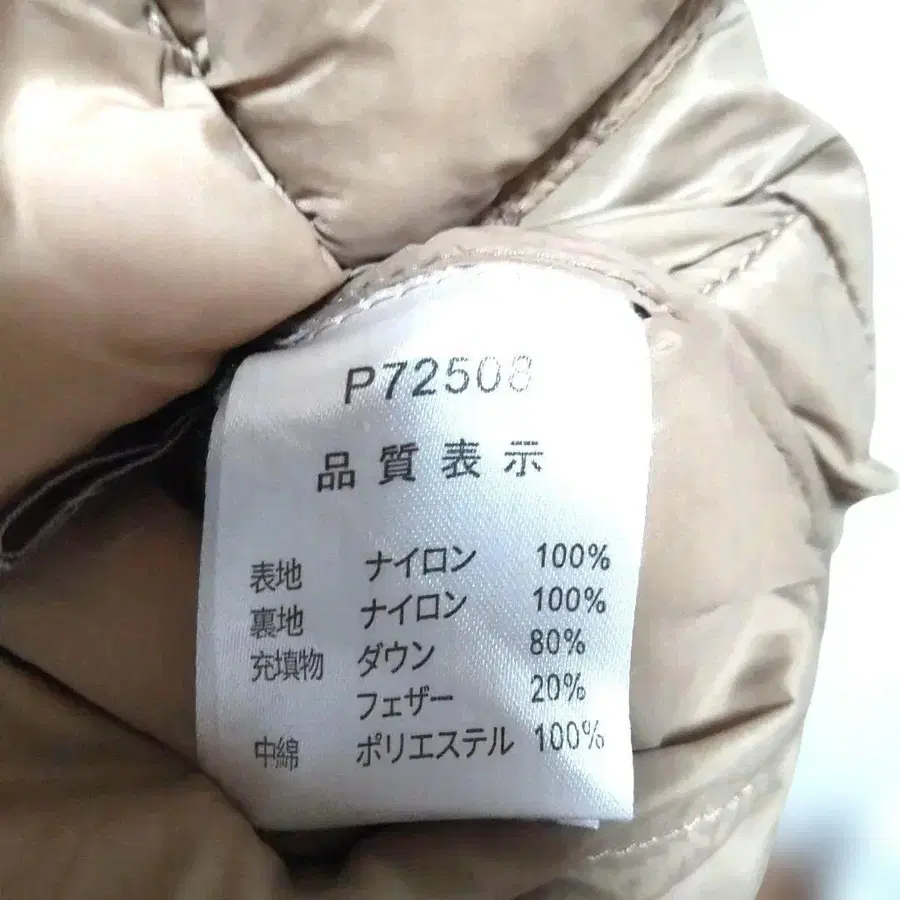 P72508
品質表示
表地 ナイロン 100%
裏地 ナイロン 100%
充填物 ダウン 80%
フェザー 20%
中綿 ポリエステル 100%